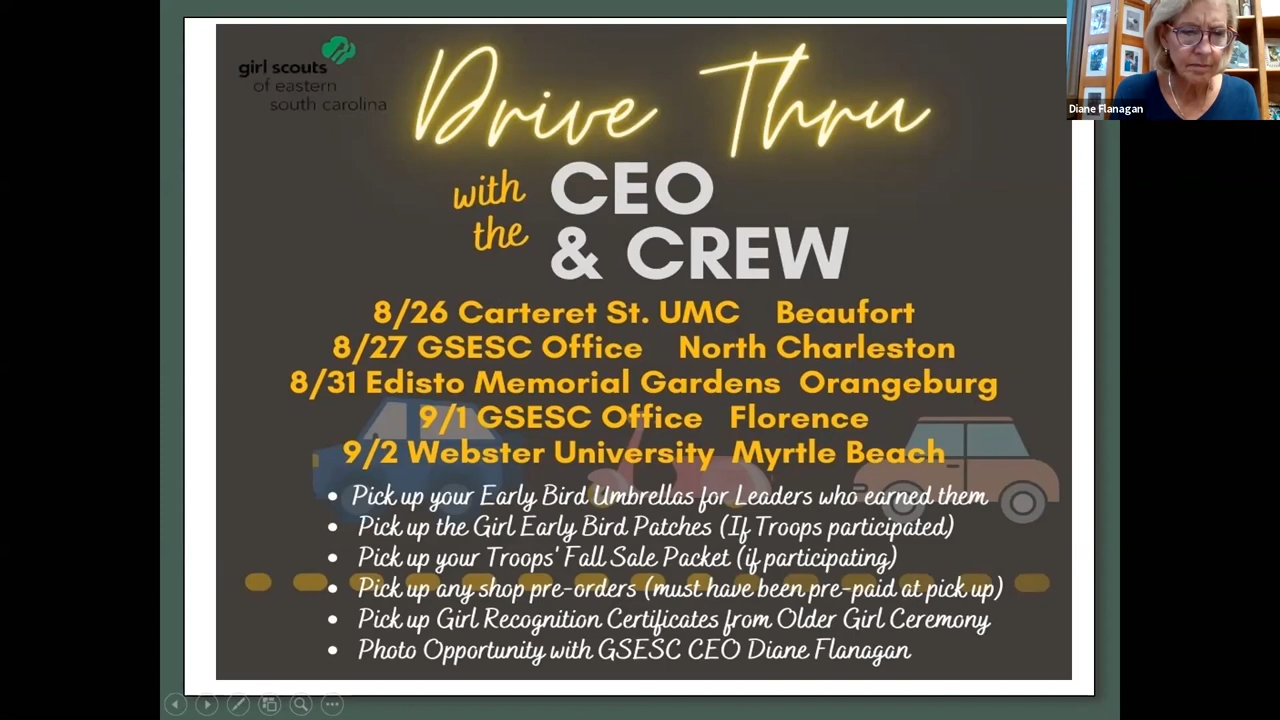 girl scouts
of eastern
south carolina
Drive Thru
with
the
CEO
& CREW
8/26 Carteret St. UMC Beaufort
8/27 GSESC Office North Charleston
8/31 Edisto Memorial Gardens Orangeburg
9/1 GSESC Office Florence
9/2 Webster University Myrtle Beach
• Pick up your Early Bird Umbrellas for Leaders who earned them
• Pick up the Girl Early Bird Patches (If Troops participated)
• Pick up your Troops' Fall Sale Packet (if participating)
• Pick up any shop pre-orders (must have been pre-paid at pick up)
• Pick up Girl Recognition Certificates from Older Girl Ceremony
• Photo Opportunity with GSESC CEO Diane Flanagan
Diane Flanagan